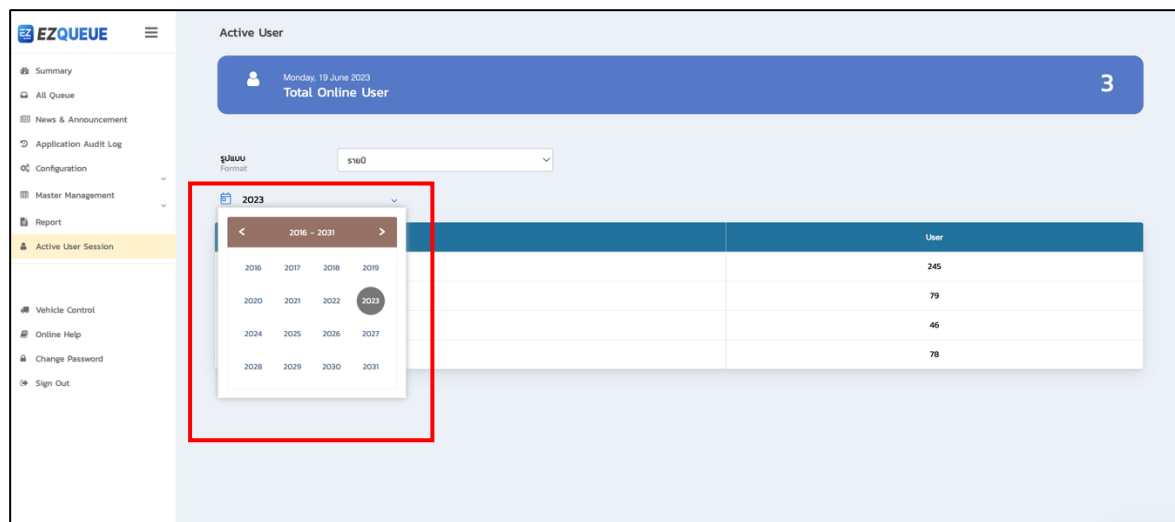 EZ EZQUEUE
Summary
All Queue
News & Announcement
Application Audit Log
Configuration
Master Management
Report
Active User Session
Vehicle Control
Online Help
Change Password
Sign Out
Active User
Monday, 19 June 2023
Total Online User
3
รูปแบบ
Format
รายปี
2023
< 2016 - 2031 >
2016 2017 2018 2019
2020 2021 2022 2023
2024 2025 2026 2027
2028 2029 2030 2031
User
245
79
46
78